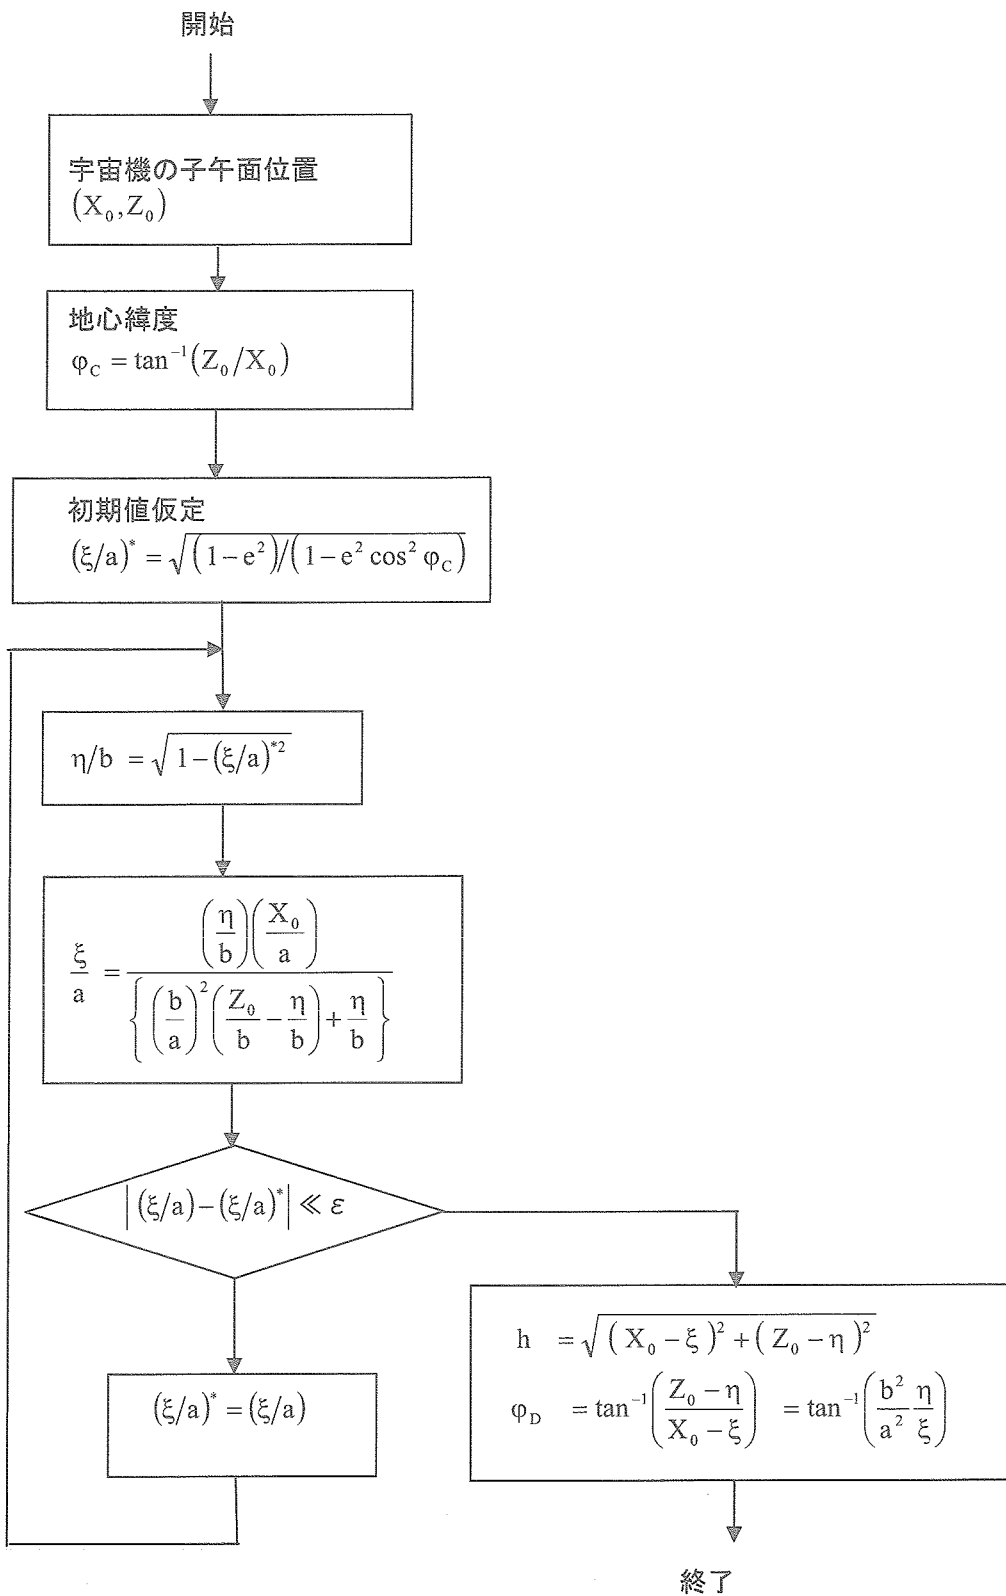 開始
宇宙機の子午面位置
(X₀,Z₀)
地心緯度
φ_C = tan⁻¹(Z₀/X₀)
初期値仮定
(ξ/a)* = √((1−e²)/(1−e² cos² φ_C))
η/b = √(1−(ξ/a)*²)
ξ/a = (η/b)(X₀/a) / {(b/a)²(Z₀/b − η/b) + η/b}
|(ξ/a)−(ξ/a)*| ≪ ε
(ξ/a)* = (ξ/a)
h = √((X₀−ξ)²+(Z₀−η)²)
φ_D = tan⁻¹((Z₀−η)/(X₀−ξ)) = tan⁻¹(b²/a² η/ξ)
終了